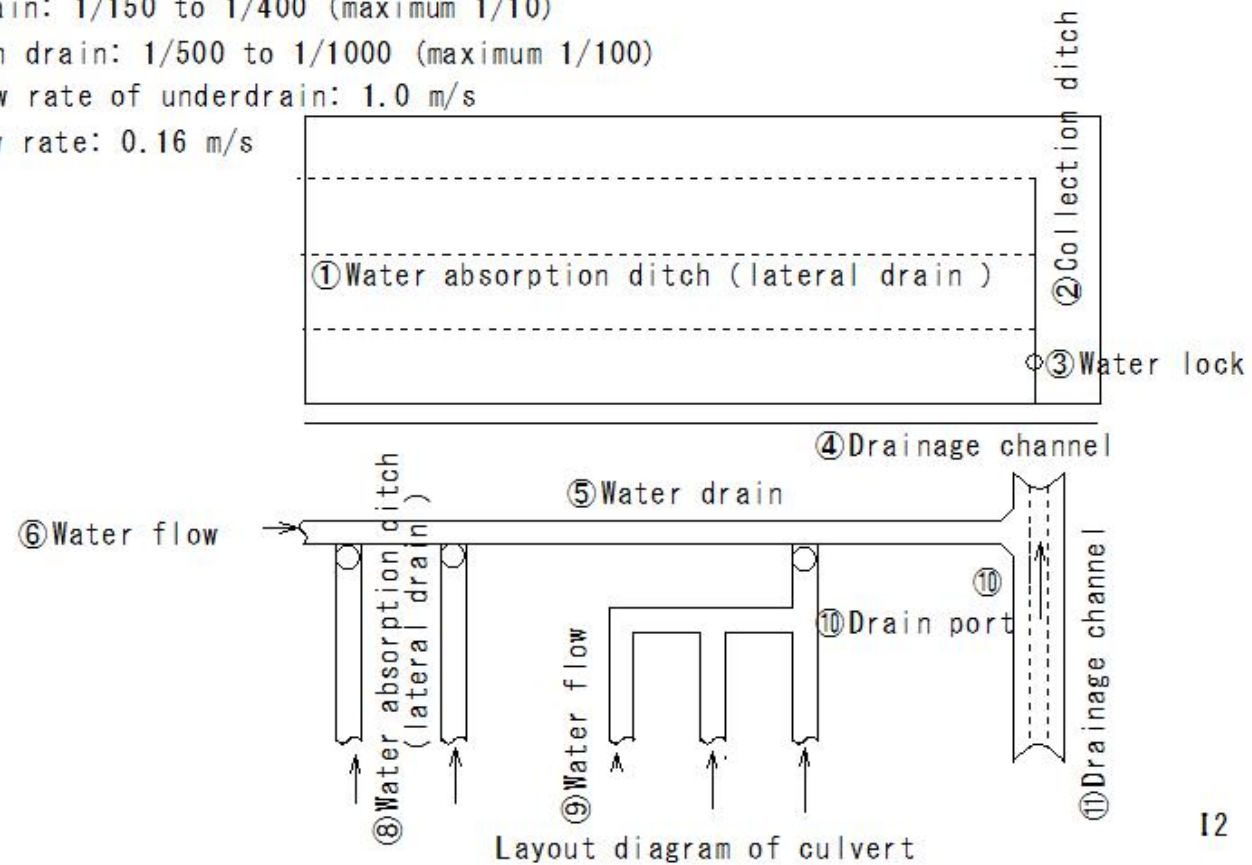 ain: 1/150 to 1/400 (maximum 1/10)
n drain: 1/500 to 1/1000 (maximum 1/100)
w rate of underdrain: 1.0 m/s
w rate: 0.16 m/s
②Collection ditch
①Water absorption ditch (lateral drain )
③Water lock
④Drainage channel
⑤Water drain
⑥Water flow
⑧Water absorption ditch
(lateral drain)
⑨Water flow
⑩
⑩Drain port
⑪Drainage channel
Layout diagram of culvert
I2